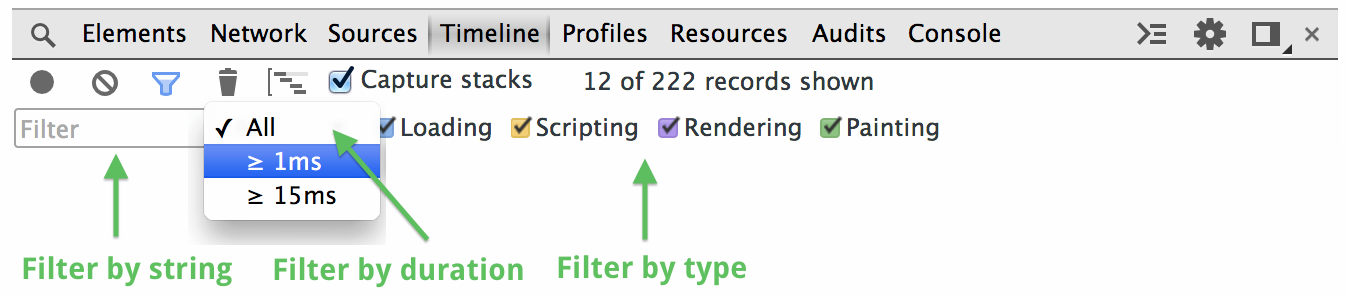 Elements Network Sources Timeline Profiles Resources Audits Console
Capture stacks 12 of 222 records shown
Filter ✓ All Loading Scripting Rendering Painting
≥ 1ms
≥ 15ms
Filter by string Filter by duration Filter by type